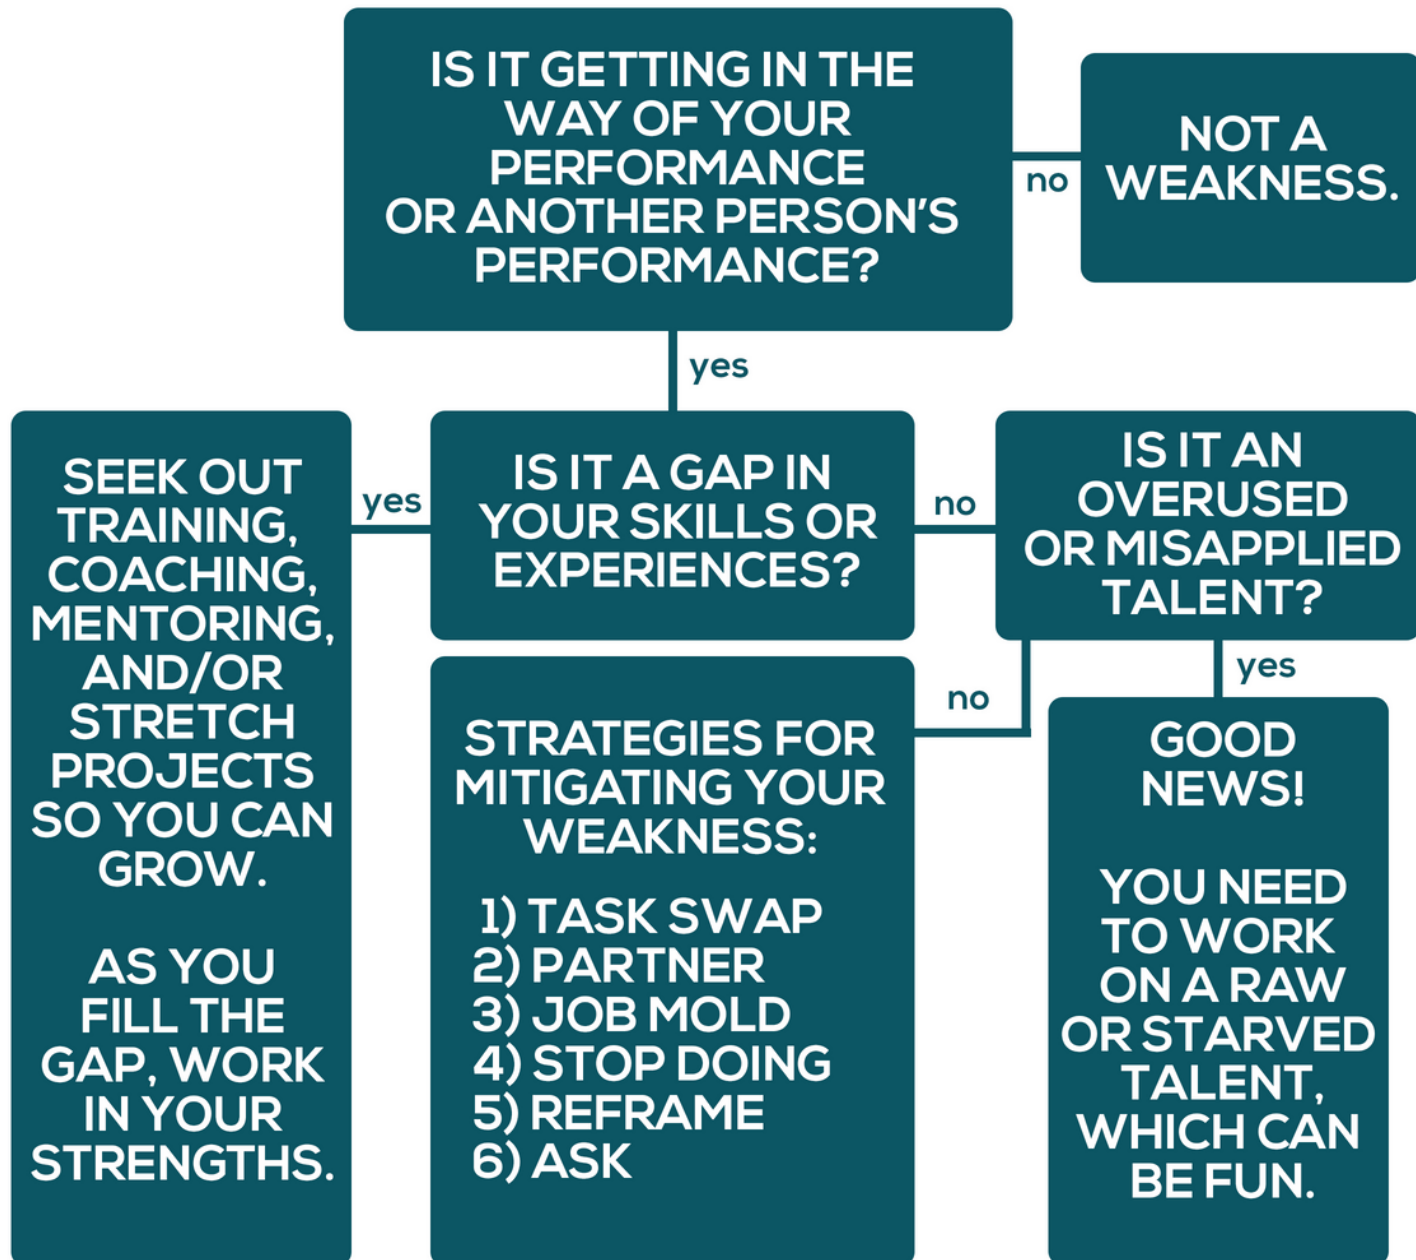 IS IT GETTING IN THE
WAY OF YOUR
PERFORMANCE
OR ANOTHER PERSON'S
PERFORMANCE?
no
NOT A
WEAKNESS.
yes
IS IT A GAP IN
YOUR SKILLS OR
EXPERIENCES?
yes
SEEK OUT
TRAINING,
COACHING,
MENTORING,
AND/OR
STRETCH
PROJECTS
SO YOU CAN
GROW.
AS YOU
FILL THE
GAP, WORK
IN YOUR
STRENGTHS.
no
IS IT AN
OVERUSED
OR MISAPPLIED
TALENT?
no
STRATEGIES FOR
MITIGATING YOUR
WEAKNESS:
1) TASK SWAP
2) PARTNER
3) JOB MOLD
4) STOP DOING
5) REFRAME
6) ASK
yes
GOOD
NEWS!
YOU NEED
TO WORK
ON A RAW
OR STARVED
TALENT,
WHICH CAN
BE FUN.